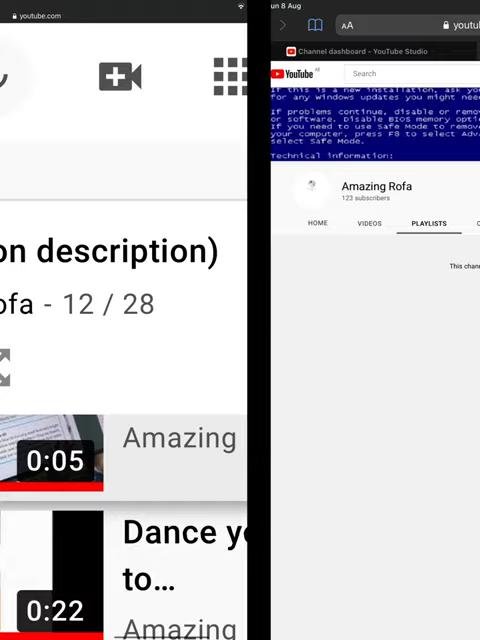 youtube.com
on description)
ofa - 12 / 28
0:05
Amazing
Dance y
to…
0:22
Amazing
un 8 Aug
AA
youtu
Channel dashboard - YouTube Studio
YouTube
Search
If this is a new installation, ask yo
for any Windows updates you might nee
If problems continue, disable or remov
or software. Disable BIOS memory optio
If you need to use Safe Mode to remove
your computer, press F8 to select Adva
select Safe Mode.
Technical information:
Amazing Rofa
123 subscribers
HOME
VIDEOS
PLAYLISTS
This chann